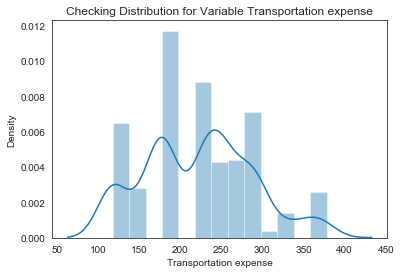 Checking Distribution for Variable Transportation expense
0.012
0.010
0.008
0.006
0.004
0.002
0.000
Density
50 100 150 200 250 300 350 400 450
Transportation expense